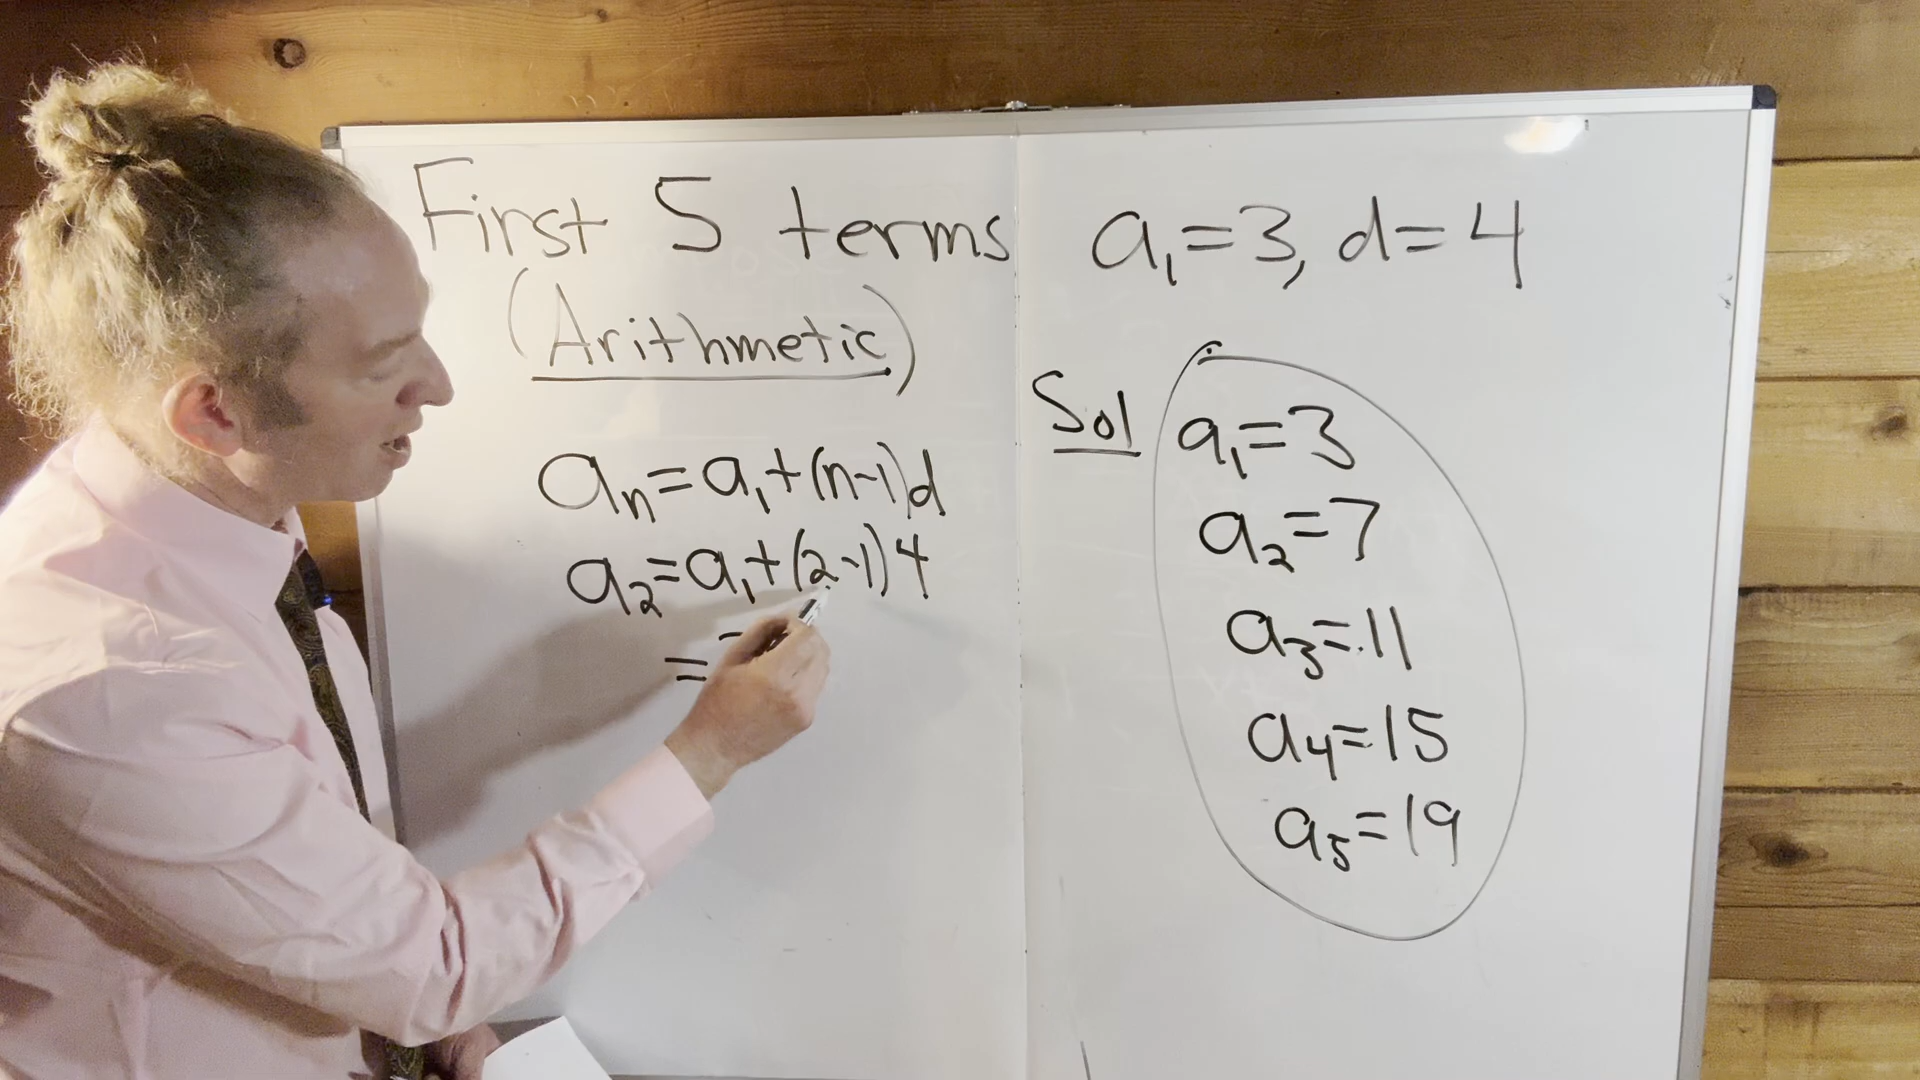 First 5 terms
(Arithmetic)
aₙ=a₁+(n-1)d
a₂=a₁+(2-1)4
=
a₁=3, d=4
Sol
a₁=3
a₂=7
a₃=11
a₄=15
a₅=19